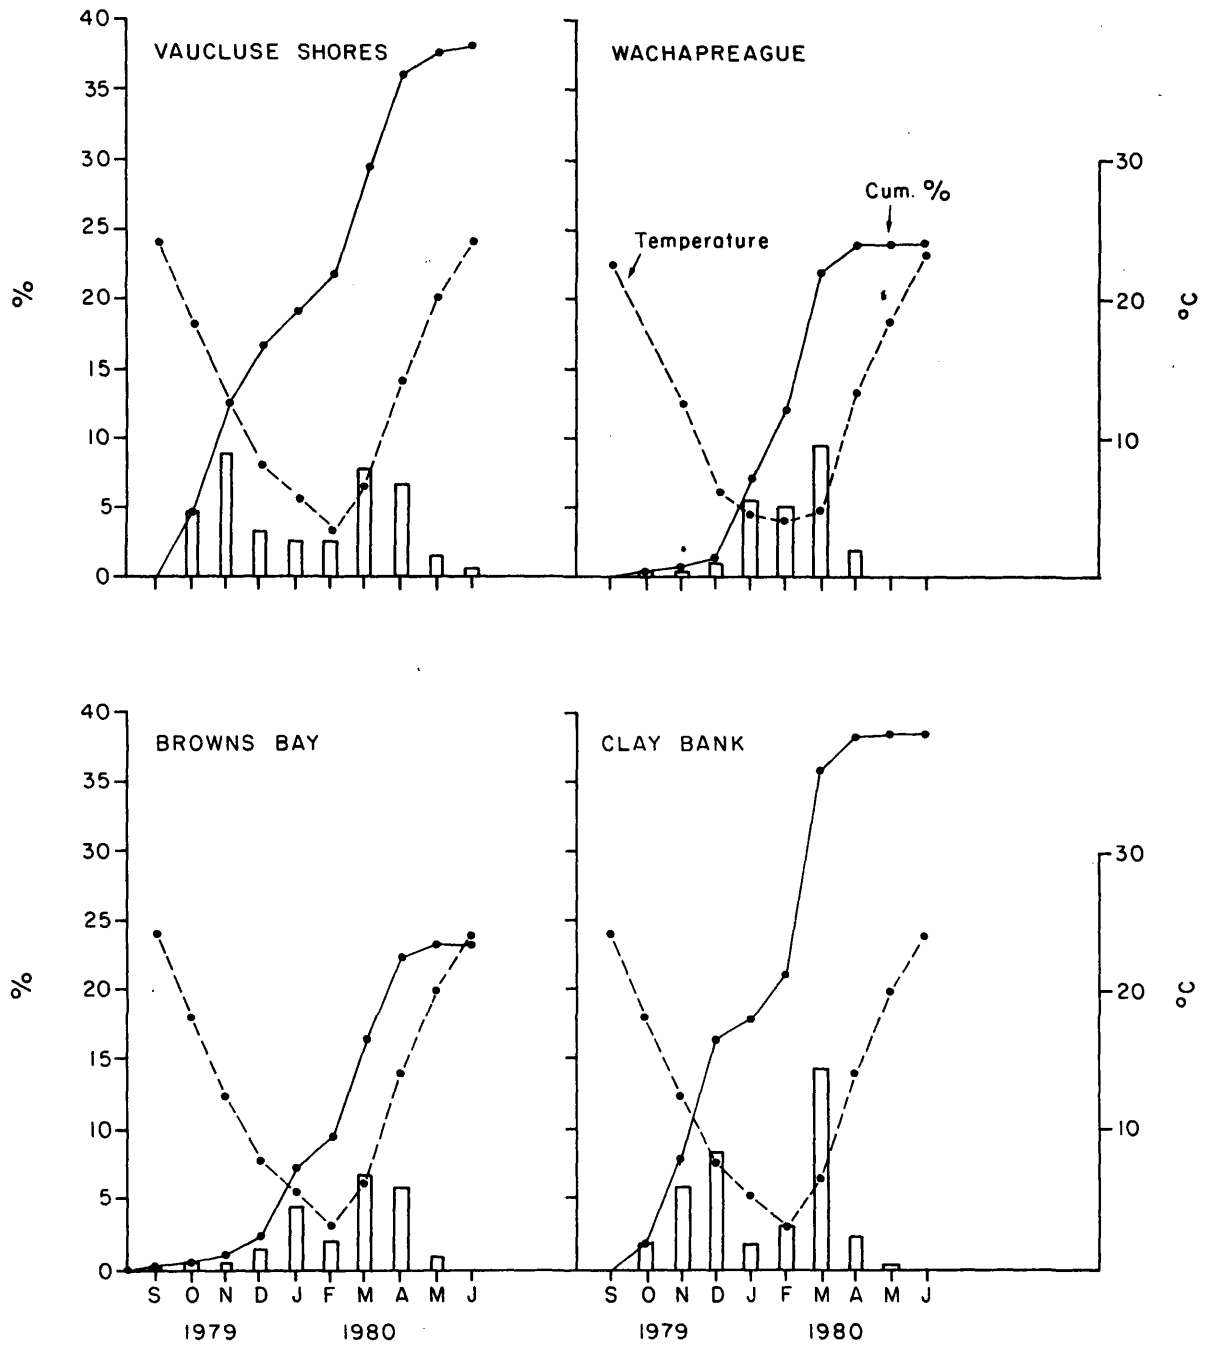 VAUCLUSE SHORES
WACHAPREAGUE
40
35
30
25
20
15
10
5
0
%
Temperature
Cum. %
30
20
10
°C
BROWNS BAY
CLAY BANK
40
35
30
25
20
15
10
5
0
%
30
20
10
°C
S O N D J F M A M J
S O N D J F M A M J
1979 1980
1979 1980